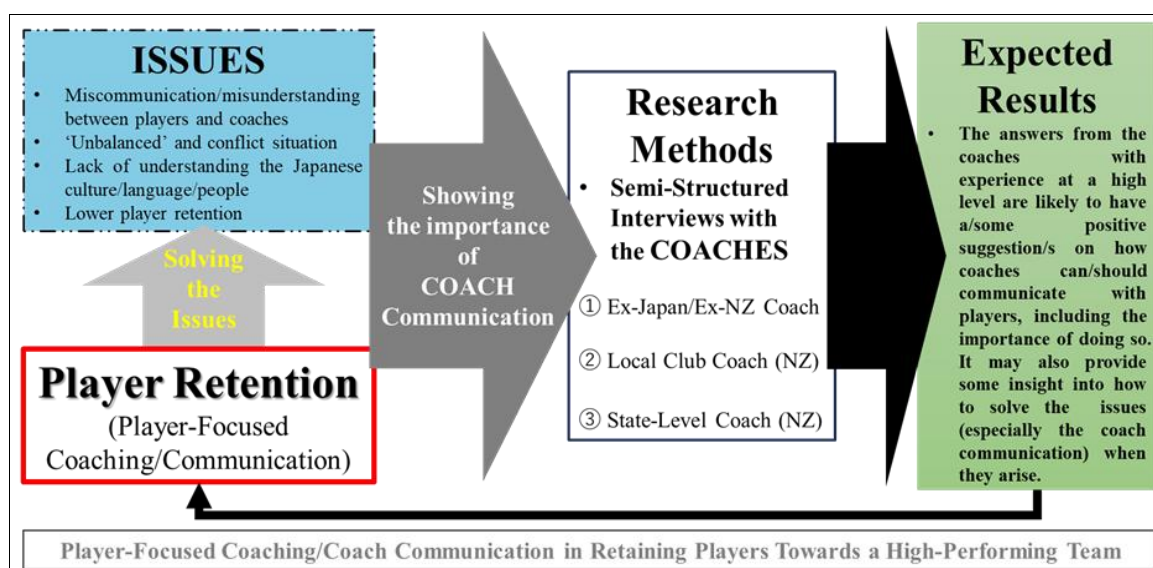 ISSUES
• Miscommunication/misunderstanding
between players and coaches
• ‘Unbalanced’ and conflict situation
• Lack of understanding the Japanese
culture/language/people
• Lower player retention
Solving
the
Issues
Player Retention
(Player-Focused
Coaching/Communication)
Showing
the importance
of
COACH
Communication
Research
Methods
• Semi-Structured
Interviews with
the COACHES
① Ex-Japan/Ex-NZ Coach
② Local Club Coach (NZ)
③ State-Level Coach (NZ)
Expected
Results
• The answers from the
coaches with
experience at a high
level are likely to have
a/some positive
suggestion/s on how
coaches can/should
communicate with
players, including the
importance of doing so.
It may also provide
some insight into how
to solve the issues
(especially the coach
communication) when
they arise.
Player-Focused Coaching/Coach Communication in Retaining Players Towards a High-Performing Team